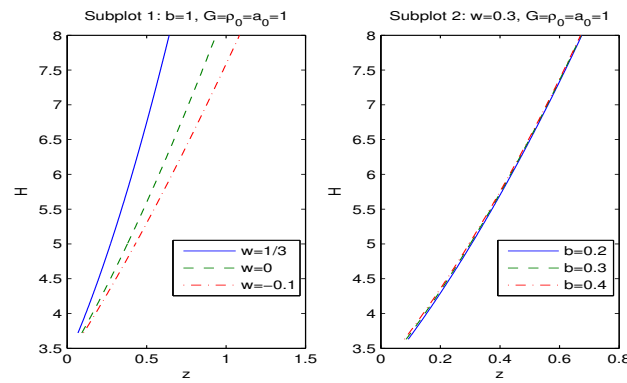 Subplot 1: b=1, G=ρ₀=a₀=1
8
7.5
7
6.5
6
5.5
5
4.5
4
3.5
H
0
0.5
1
1.5
z
w=1/3
w=0
w=−0.1
Subplot 2: w=0.3, G=ρ₀=a₀=1
8
7.5
7
6.5
6
5.5
5
4.5
4
3.5
H
0
0.2
0.4
0.6
0.8
z
b=0.2
b=0.3
b=0.4